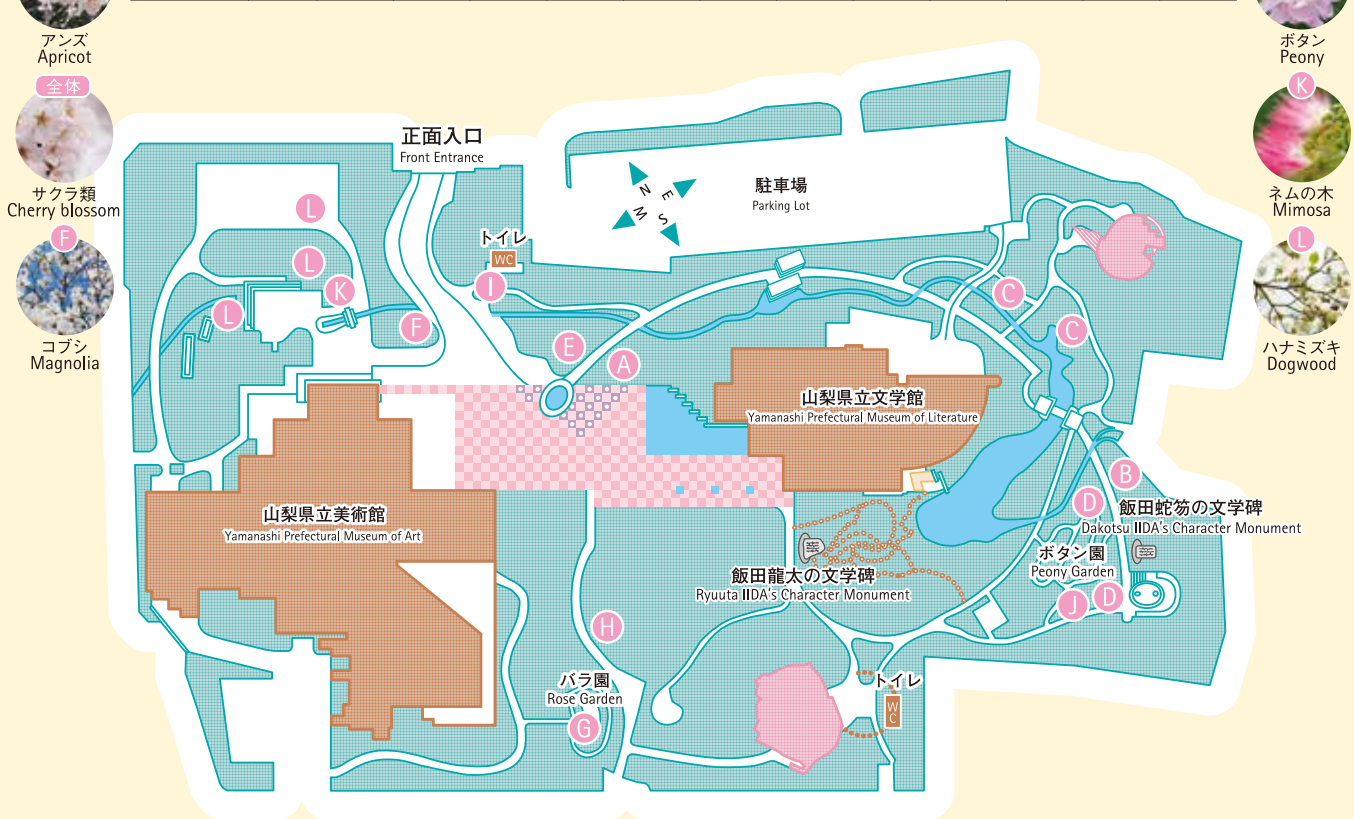 アンズ
Apricot
全体
サクラ類
Cherry blossom
F
コブシ
Magnolia
ボタン
Peony
K
ネムの木
Mimosa
L
ハナミズキ
Dogwood
正面入口
Front Entrance
N
E
W
S
駐車場
Parking Lot
トイレ
WC
L
L
K
L
F
I
E
A
C
C
山梨県立文学館
Yamanashi Prefectural Museum of Literature
山梨県立美術館
Yamanashi Prefectural Museum of Art
B
D
飯田蛇笏の文学碑
Dakotsu IIDA's Character Monument
ボタン園
Peony Garden
飯田龍太の文学碑
Ryuuta IIDA's Character Monument
J
D
H
バラ園
Rose Garden
G
トイレ
WC